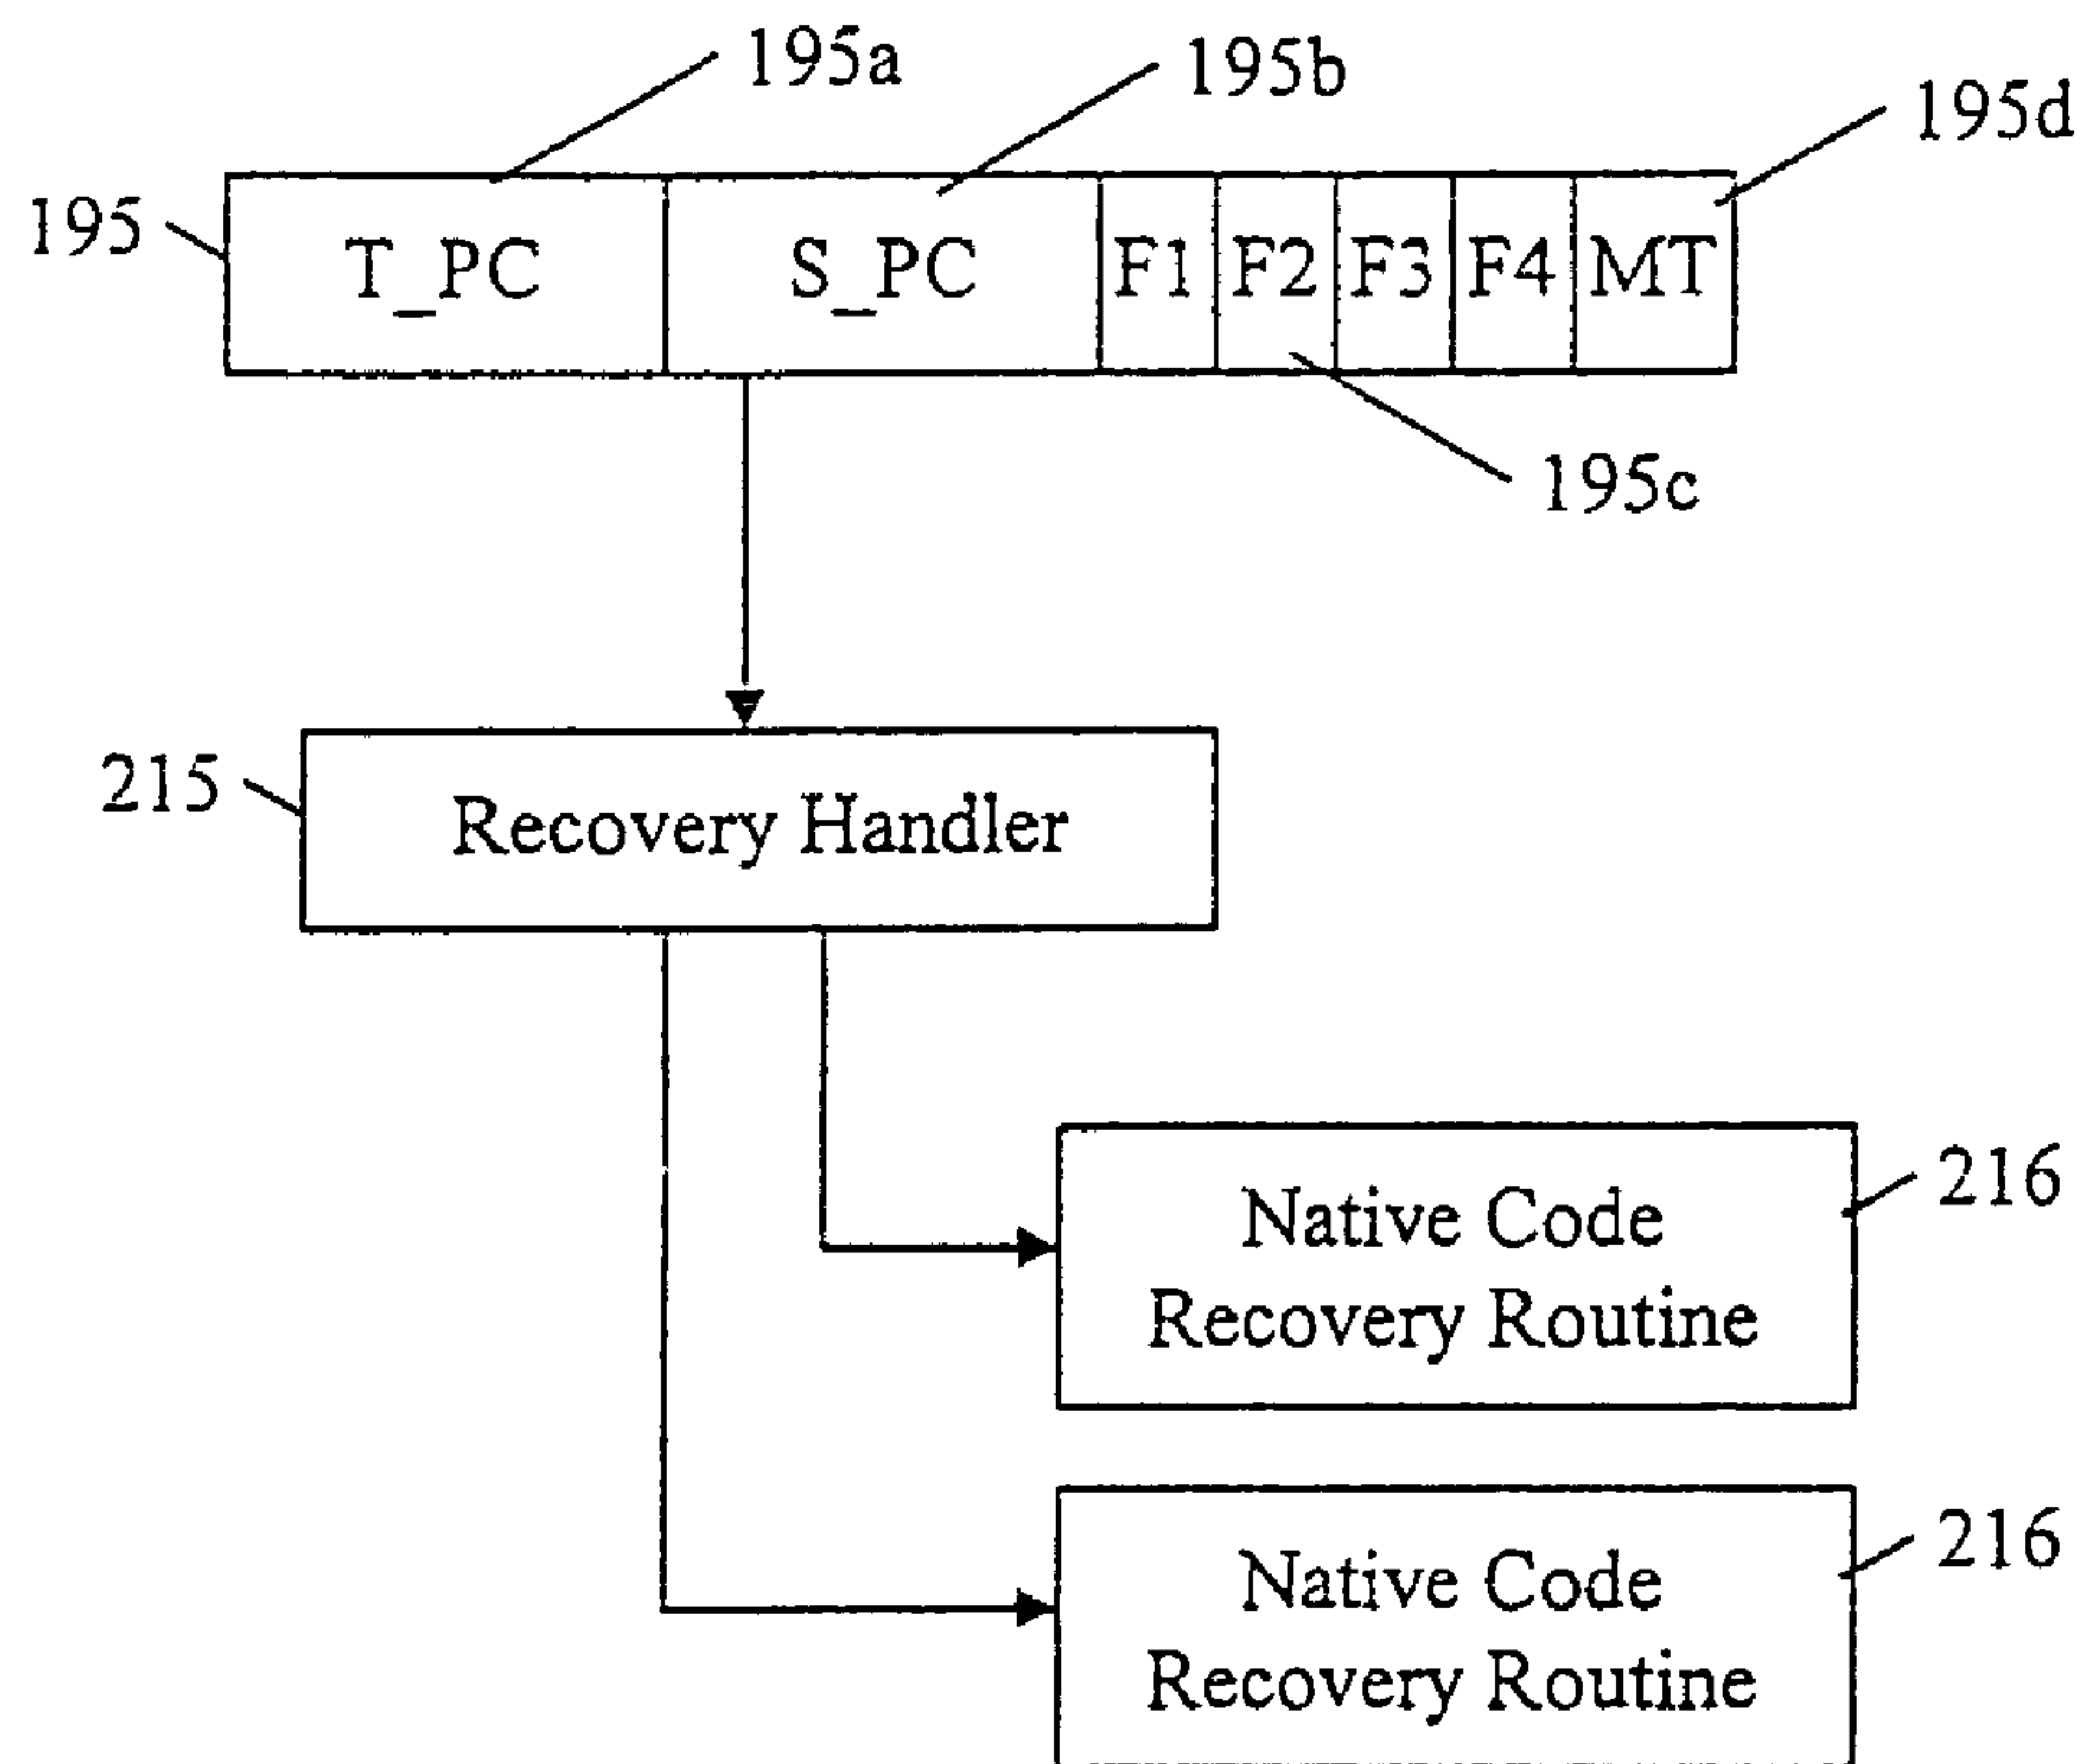 195a
195b
195d
195
T_PC
S_PC
F1
F2
F3
F4
MT
195c
215
Recovery Handler
216
Native Code
Recovery Routine
216
Native Code
Recovery Routine